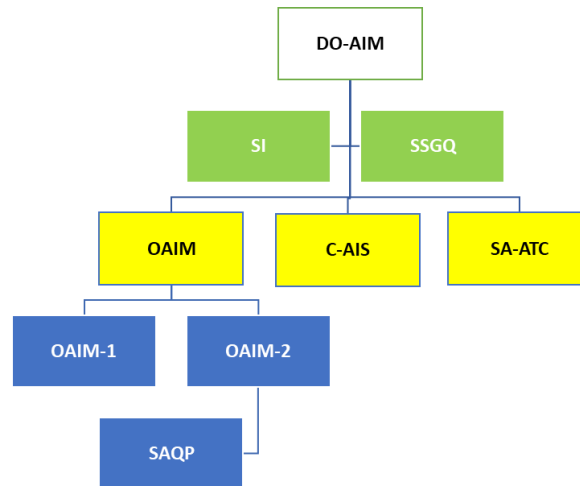 DO-AIM
SI
SSGQ
OAIM
C-AIS
SA-ATC
OAIM-1
OAIM-2
SAQP